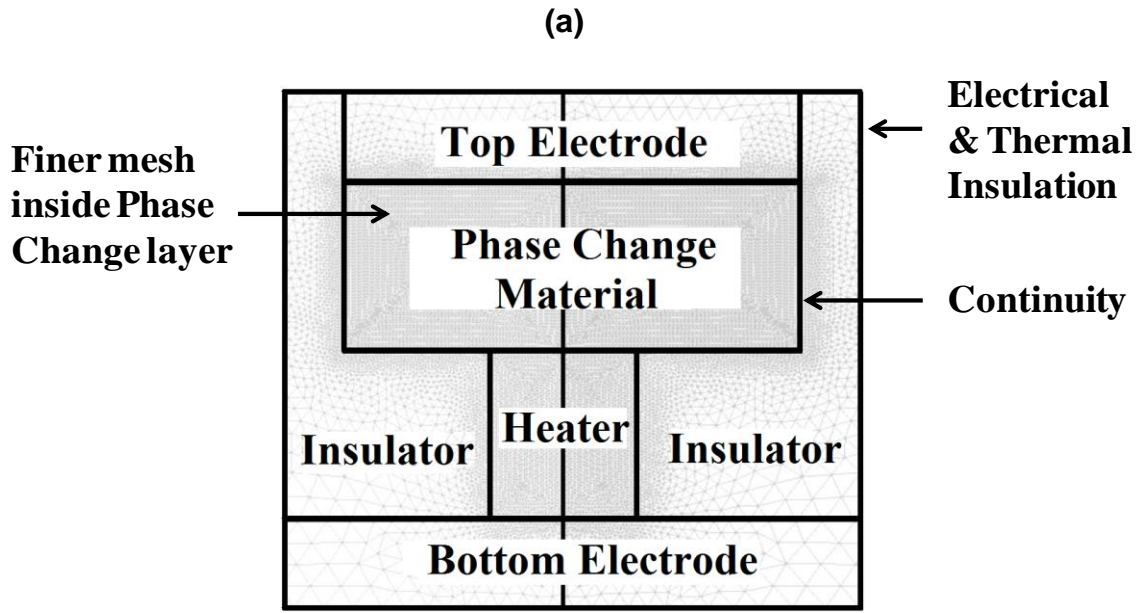 (a)
Finer mesh
inside Phase
Change layer
Top Electrode
Phase Change
Material
Heater
Insulator
Insulator
Bottom Electrode
Electrical
& Thermal
Insulation
Continuity